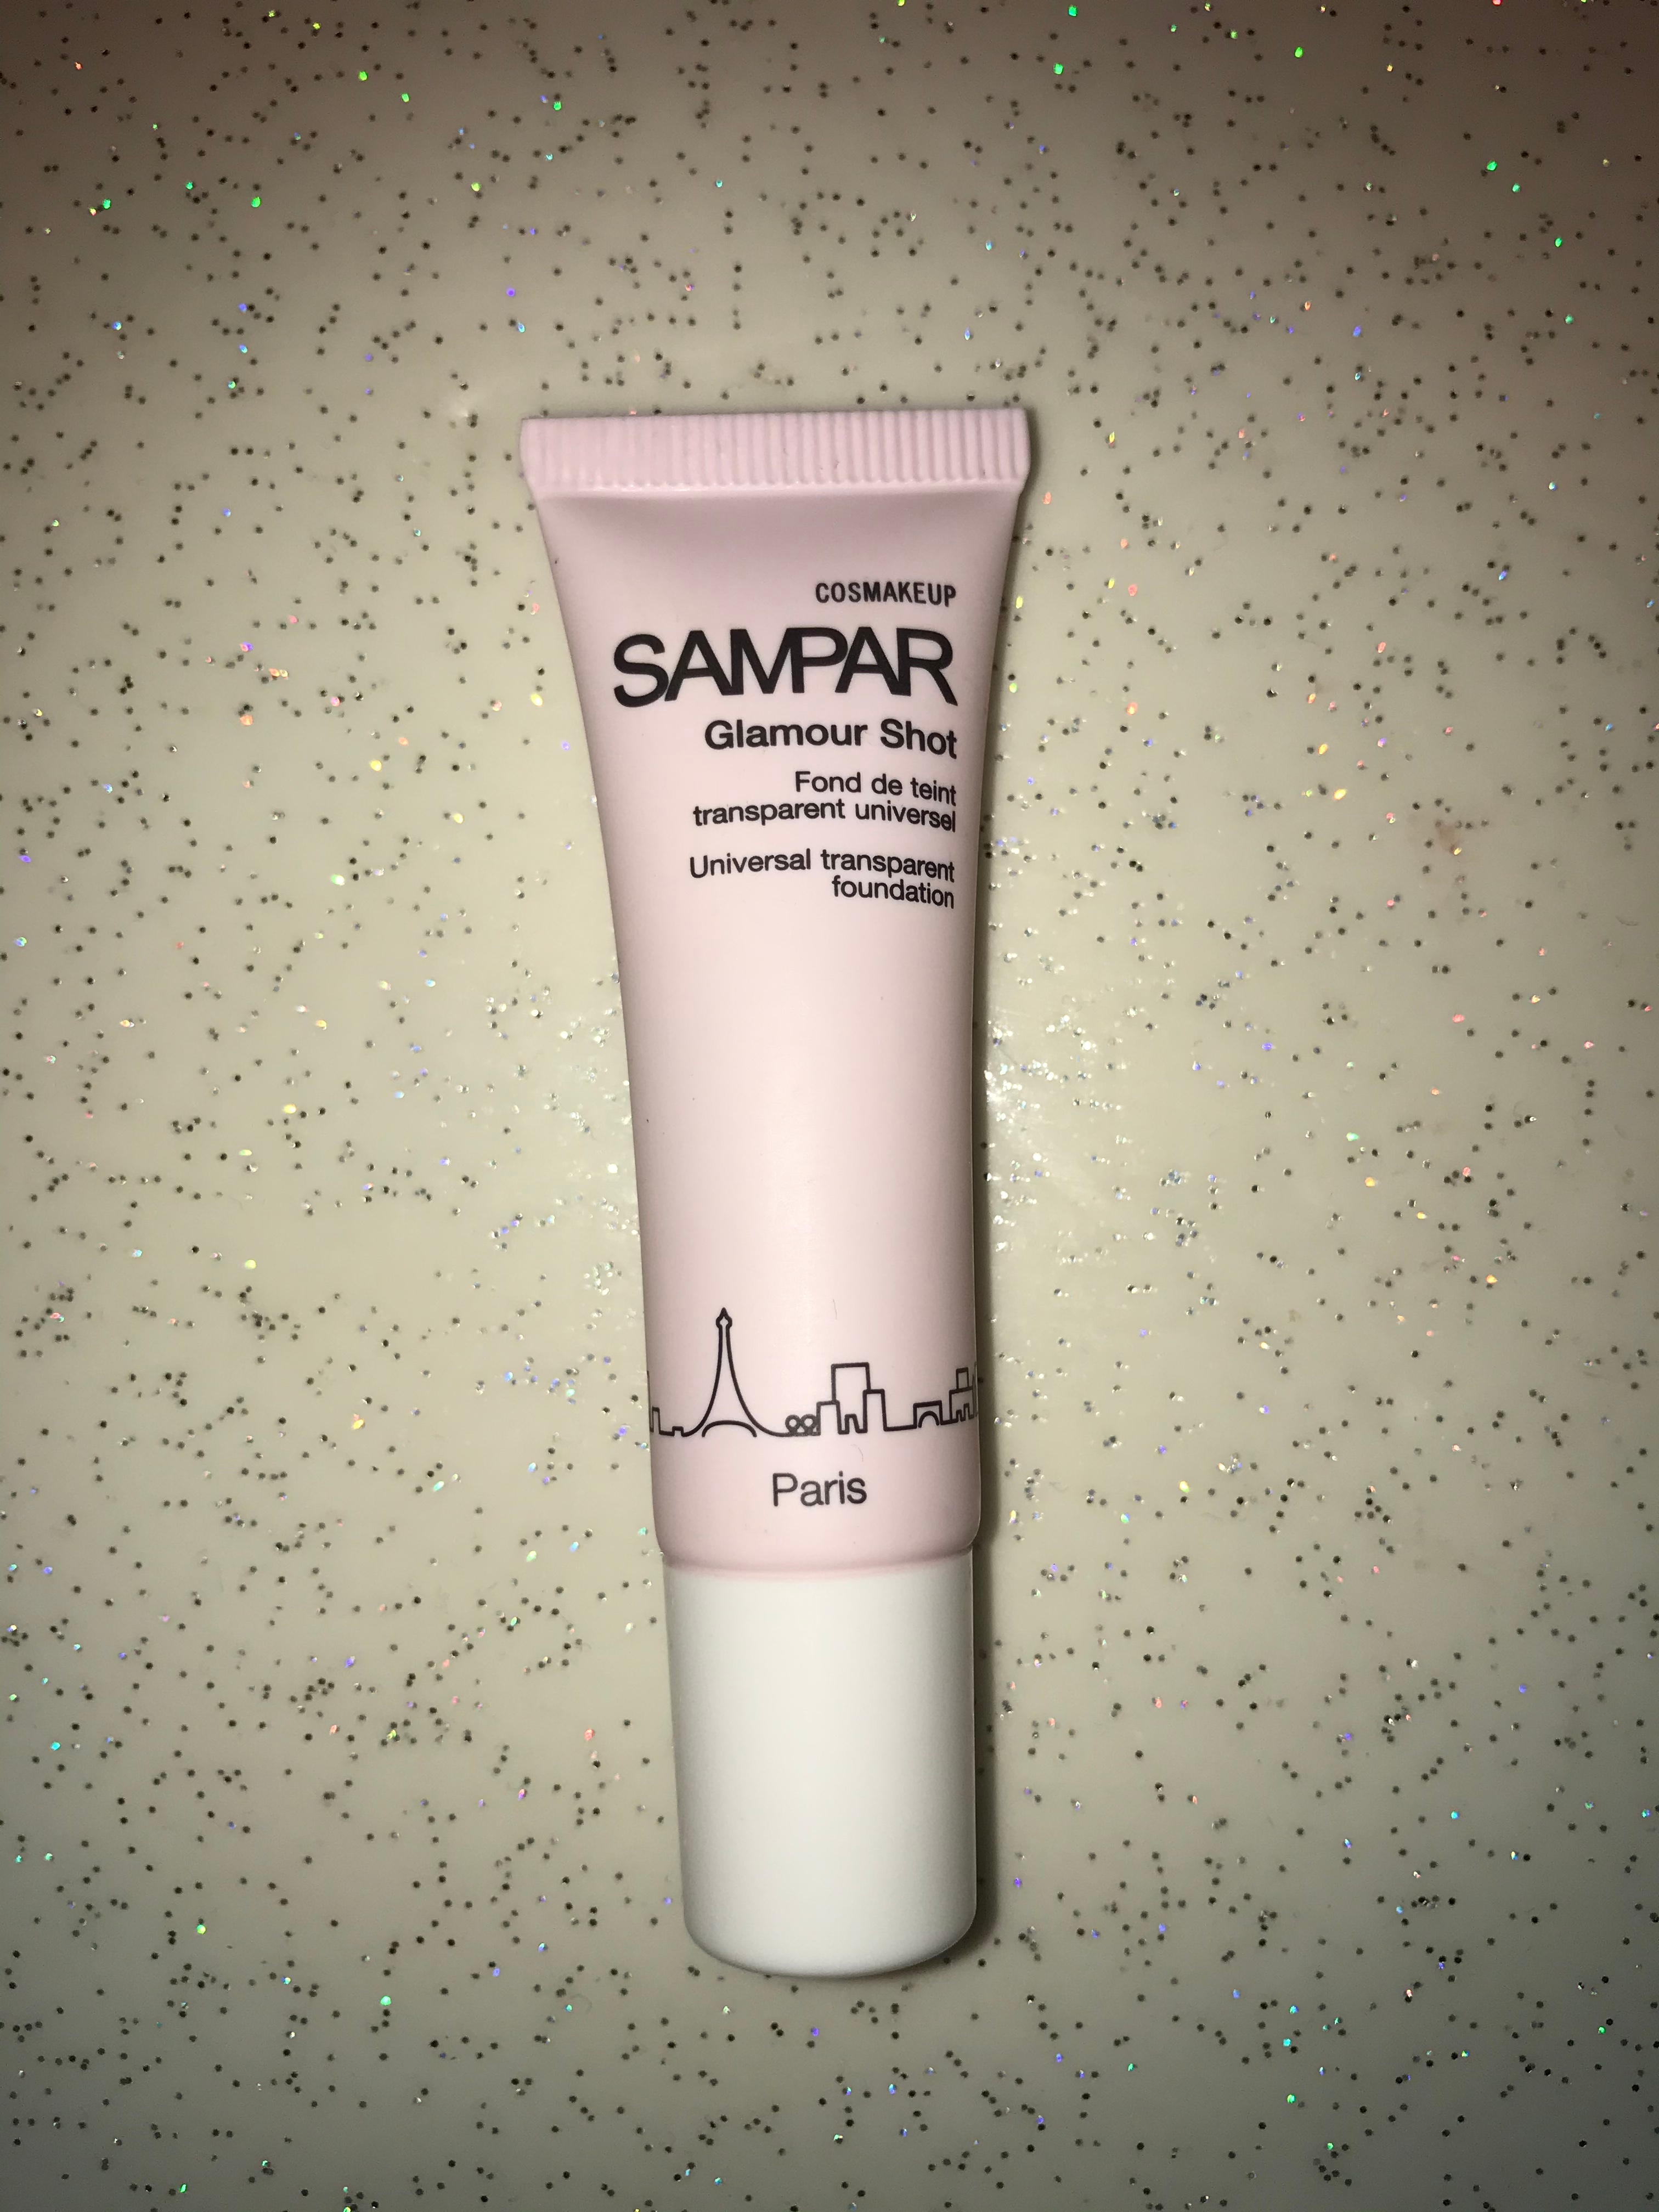 COSMAKEUP
SAMPAR
Glamour Shot
Fond de teint
transparent universel
Universal transparent
foundation
Paris